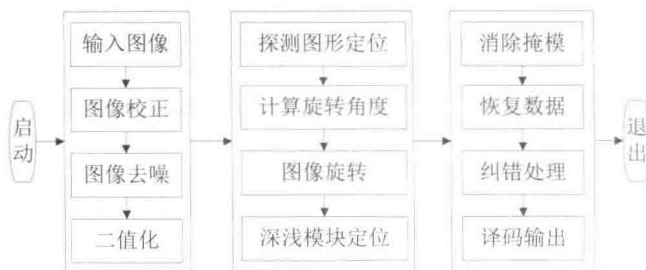 启动
输入图像
图像校正
图像去噪
二值化
探测图形定位
计算旋转角度
图像旋转
深浅模块定位
消除掩模
恢复数据
纠错处理
译码输出
退出